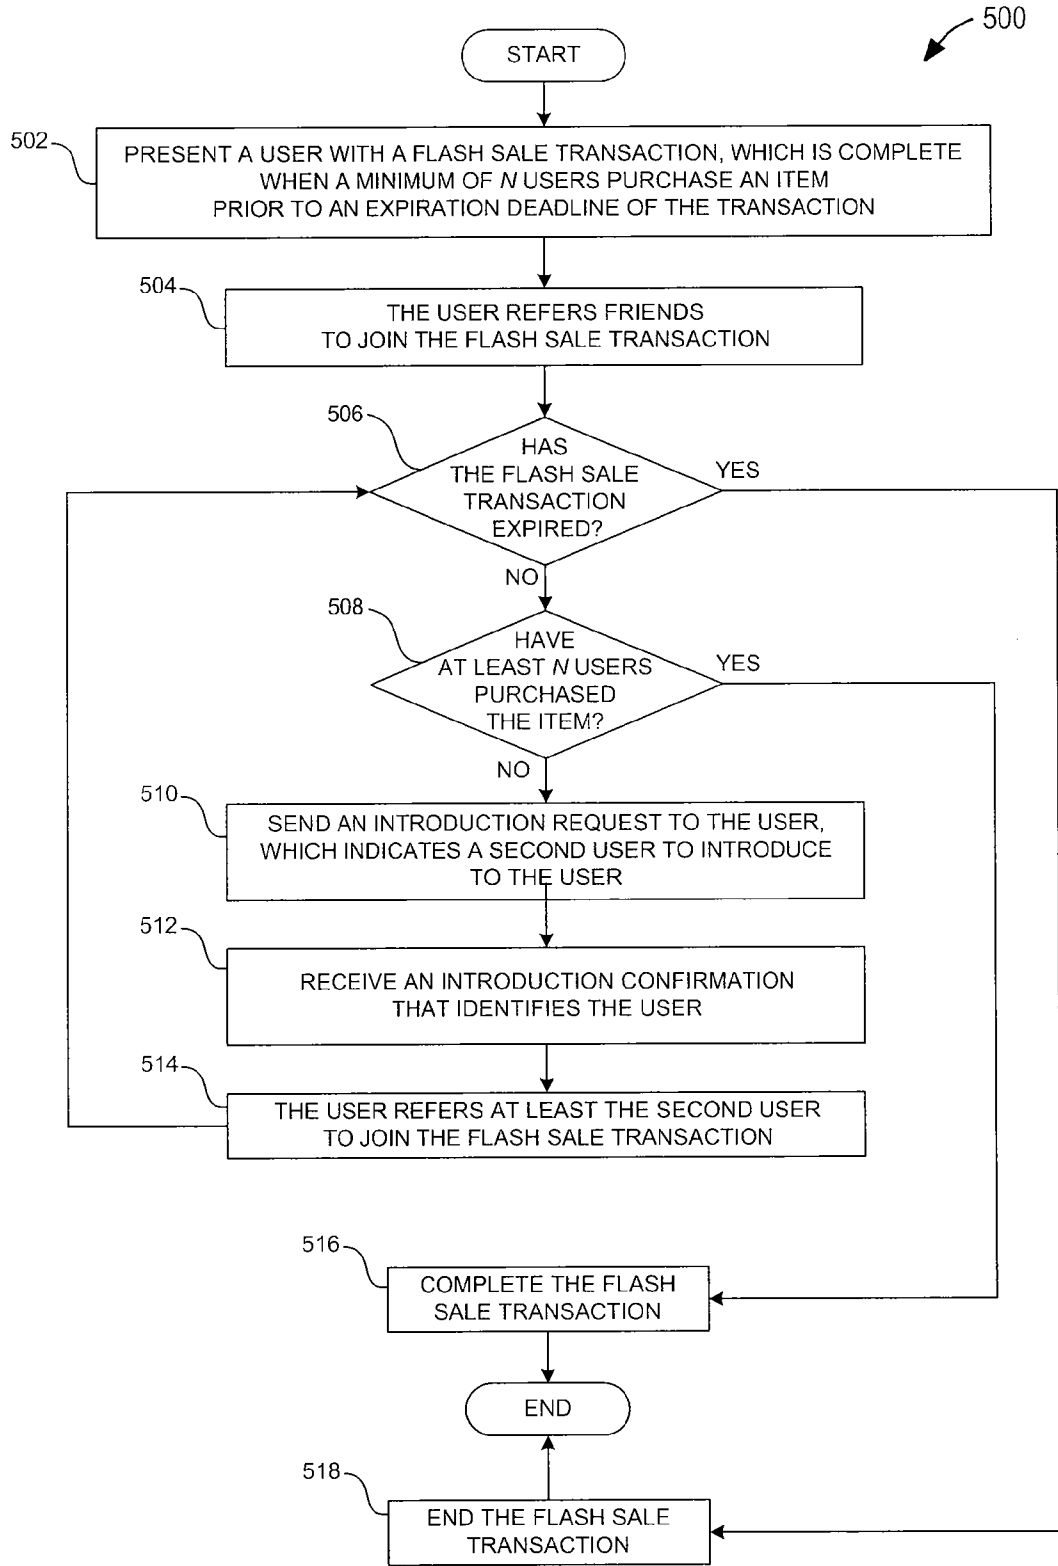 500
START
502
PRESENT A USER WITH A FLASH SALE TRANSACTION, WHICH IS COMPLETE
WHEN A MINIMUM OF N USERS PURCHASE AN ITEM
PRIOR TO AN EXPIRATION DEADLINE OF THE TRANSACTION
504
THE USER REFERS FRIENDS
TO JOIN THE FLASH SALE TRANSACTION
506
HAS
THE FLASH SALE
TRANSACTION
EXPIRED?
YES
NO
508
HAVE
AT LEAST N USERS
PURCHASED
THE ITEM?
YES
NO
510
SEND AN INTRODUCTION REQUEST TO THE USER,
WHICH INDICATES A SECOND USER TO INTRODUCE
TO THE USER
512
RECEIVE AN INTRODUCTION CONFIRMATION
THAT IDENTIFIES THE USER
514
THE USER REFERS AT LEAST THE SECOND USER
TO JOIN THE FLASH SALE TRANSACTION
516
COMPLETE THE FLASH
SALE TRANSACTION
END
518
END THE FLASH SALE
TRANSACTION